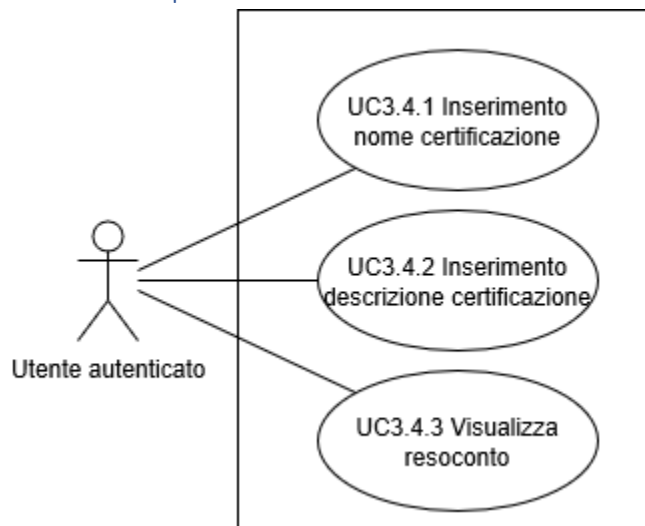 UC3.4.1 Inserimento
nome certificazione
UC3.4.2 Inserimento
descrizione certificazione
Utente autenticato
UC3.4.3 Visualizza
resoconto